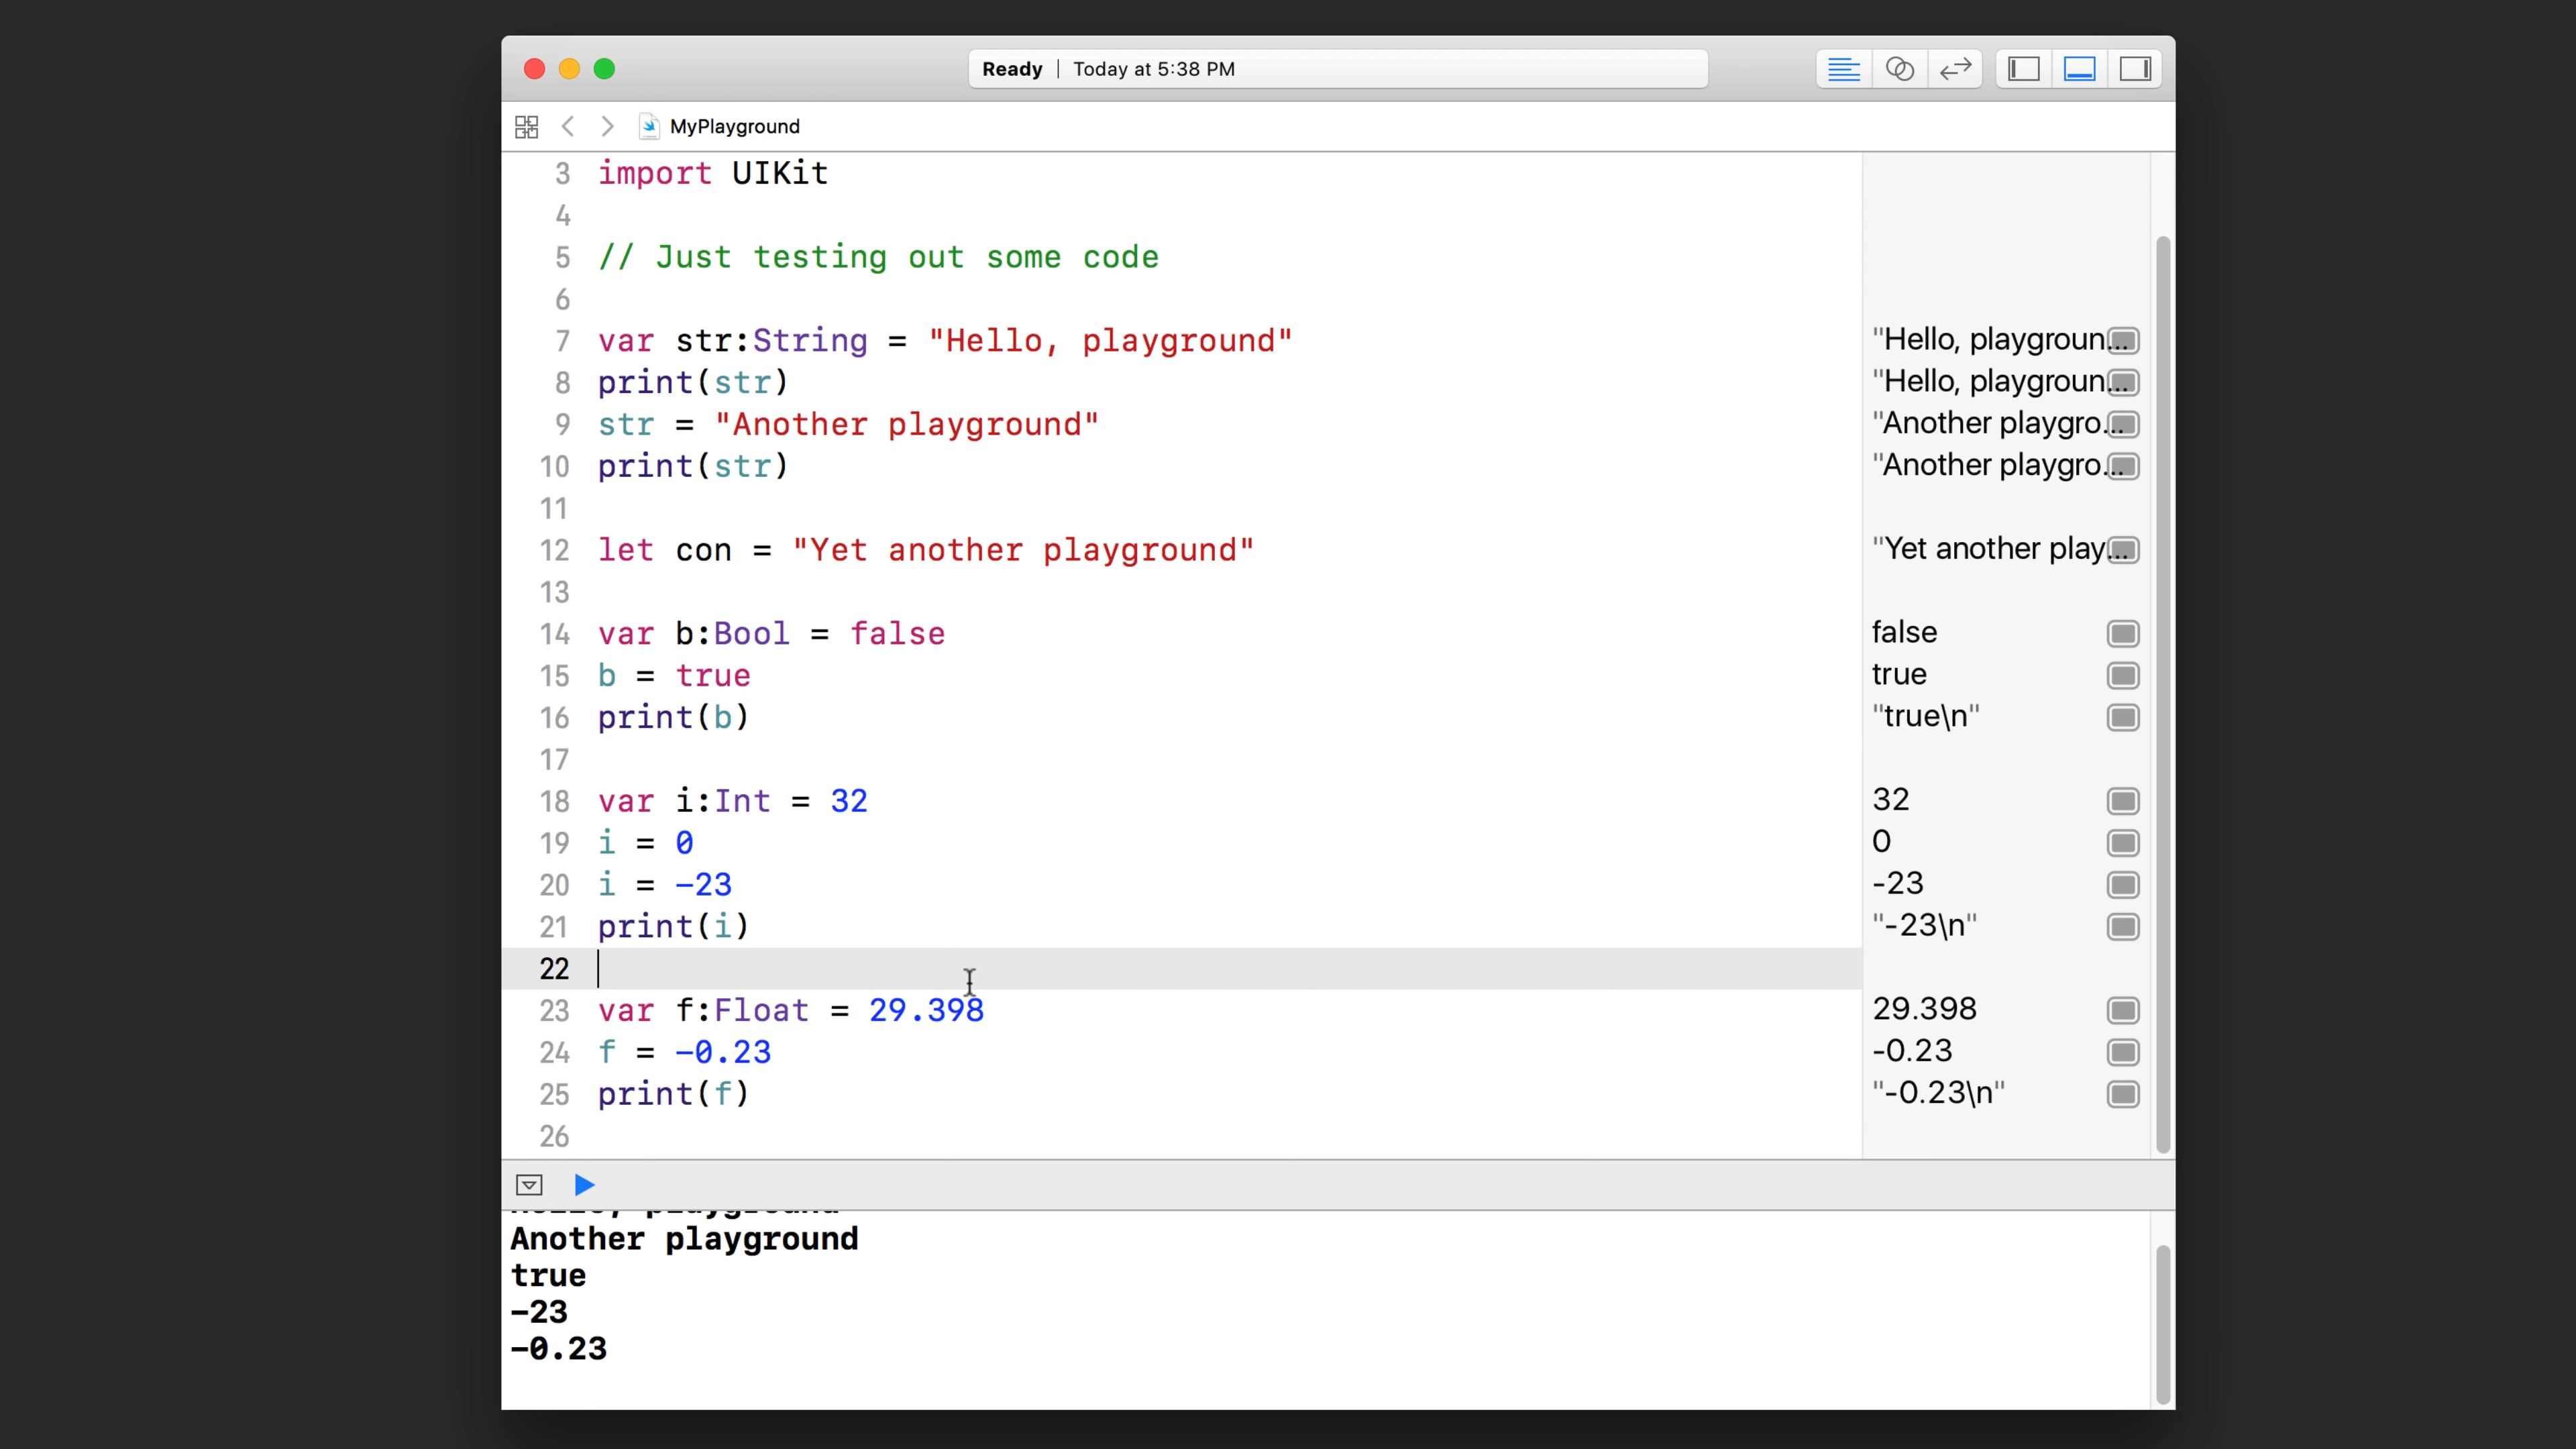 Ready | Today at 5:38 PM
MyPlayground
3 import UIKit
4
5 // Just testing out some code
6
7 var str:String = "Hello, playground" "Hello, playgroun...
8 print(str) "Hello, playgroun...
9 str = "Another playground" "Another playgro...
10 print(str) "Another playgro...
11
12 let con = "Yet another playground" "Yet another play...
13
14 var b:Bool = false false
15 b = true true
16 print(b) "true\n"
17
18 var i:Int = 32 32
19 i = 0 0
20 i = -23 -23
21 print(i) "-23\n"
22
23 var f:Float = 29.398 29.398
24 f = -0.23 -0.23
25 print(f) "-0.23\n"
26
Hello, playground
Another playground
true
-23
-0.23